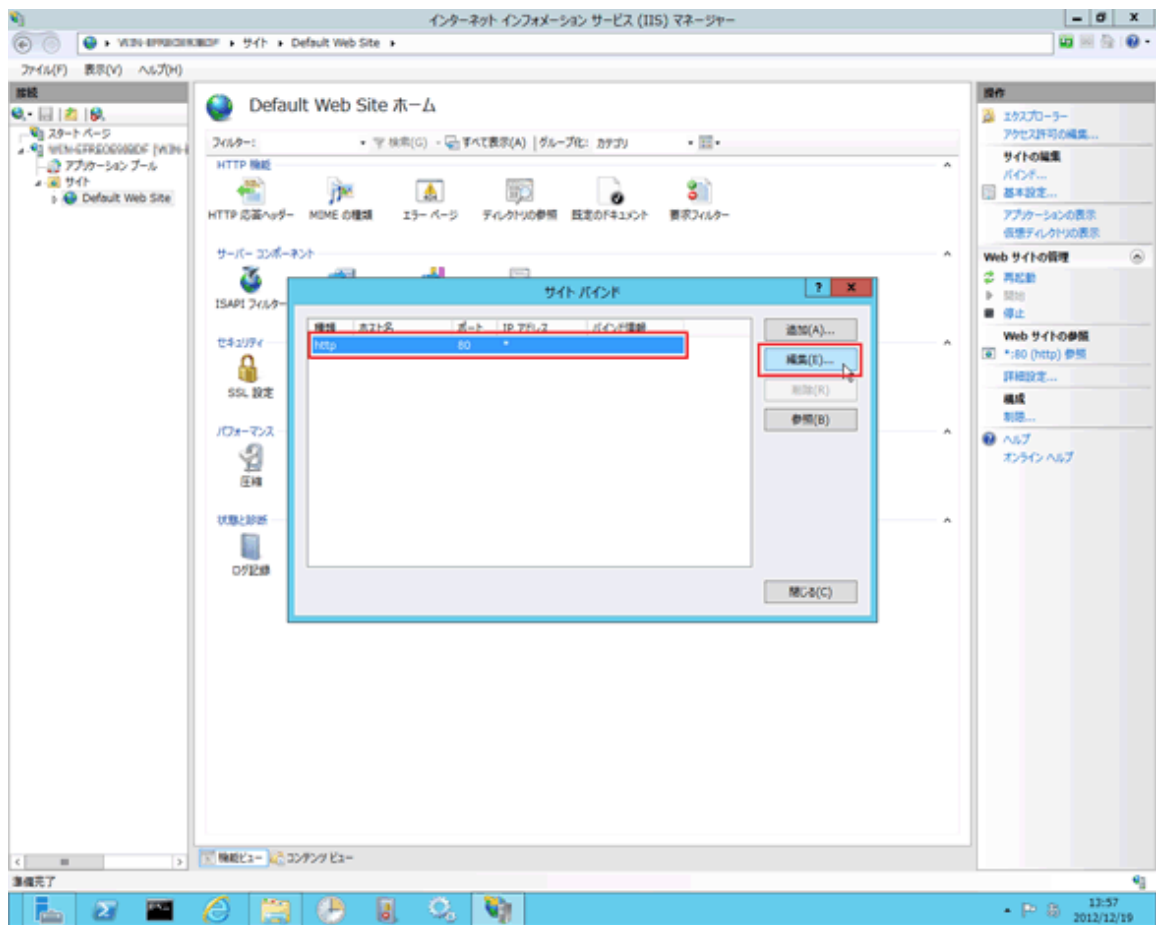 インターネット インフォメーション サービス (IIS) マネージャー
サイト
Default Web Site
ファイル(F) 表示(V) ヘルプ(H)
接続
スタート ページ
アプリケーション プール
サイト
Default Web Site
Default Web Site ホーム
フィルター: 検索(G) すべて表示(A) グループ化: カテゴリ
HTTP 機能
HTTP 応答ヘッダー MIME の種類 エラー ページ ディレクトリの参照 既定のドキュメント 要求フィルター
サーバー コンポーネント
ISAPI フィルター
セキュリティ
SSL 設定
パフォーマンス
圧縮
状態と診断
ログ記録
サイト バインド
種類 ホスト名 ポート IP アドレス バインド情報
http 80 *
追加(A)...
編集(E)...
削除(R)
参照(B)
閉じる(C)
操作
エクスプローラー
アクセス許可の編集...
サイトの編集
バインド...
基本設定...
アプリケーションの表示
仮想ディレクトリの表示
Web サイトの管理
再起動
開始
停止
Web サイトの参照
*:80 (http) 参照
詳細設定...
構成
制限...
ヘルプ
オンライン ヘルプ
機能ビュー コンテンツ ビュー
準備完了
13:57
2012/12/19